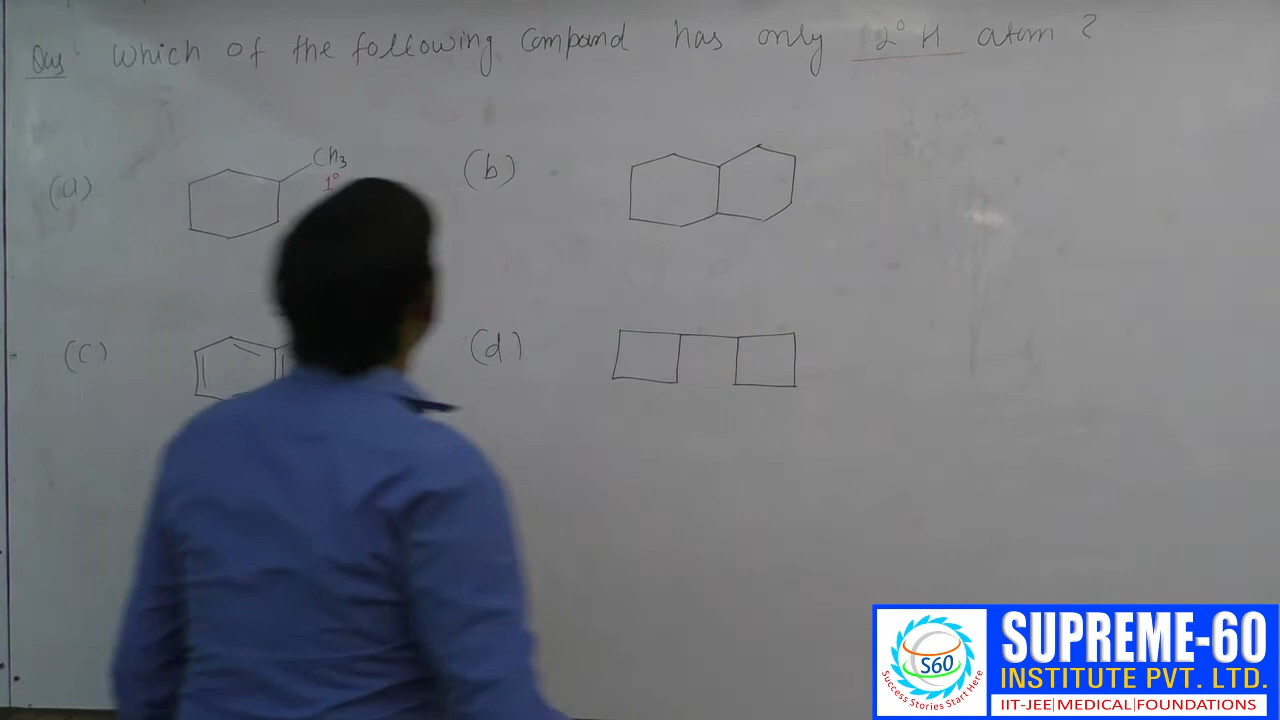 Ques Which of the following Compound has only 2° H atom ?
(a)
CH3
1°
(b)
(c)
(d)
S60
Success Stories Start Here
SUPREME-60
INSTITUTE PVT. LTD.
IIT-JEE|MEDICAL|FOUNDATIONS